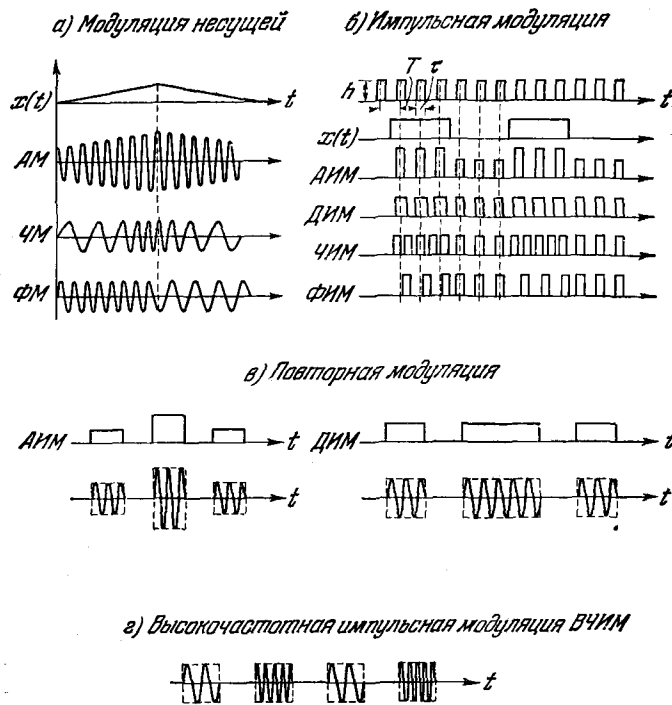 а) Модуляция несущей
б) Импульсная модуляция
x(t)
t
АМ
ЧМ
ФМ
h
T
τ
t
x(t)
АИМ
ДИМ
ЧИМ
ФИМ
в) Повторная модуляция
АИМ
t
ДИМ
t
t
t
г) Высокочастотная импульсная модуляция ВЧИМ
t